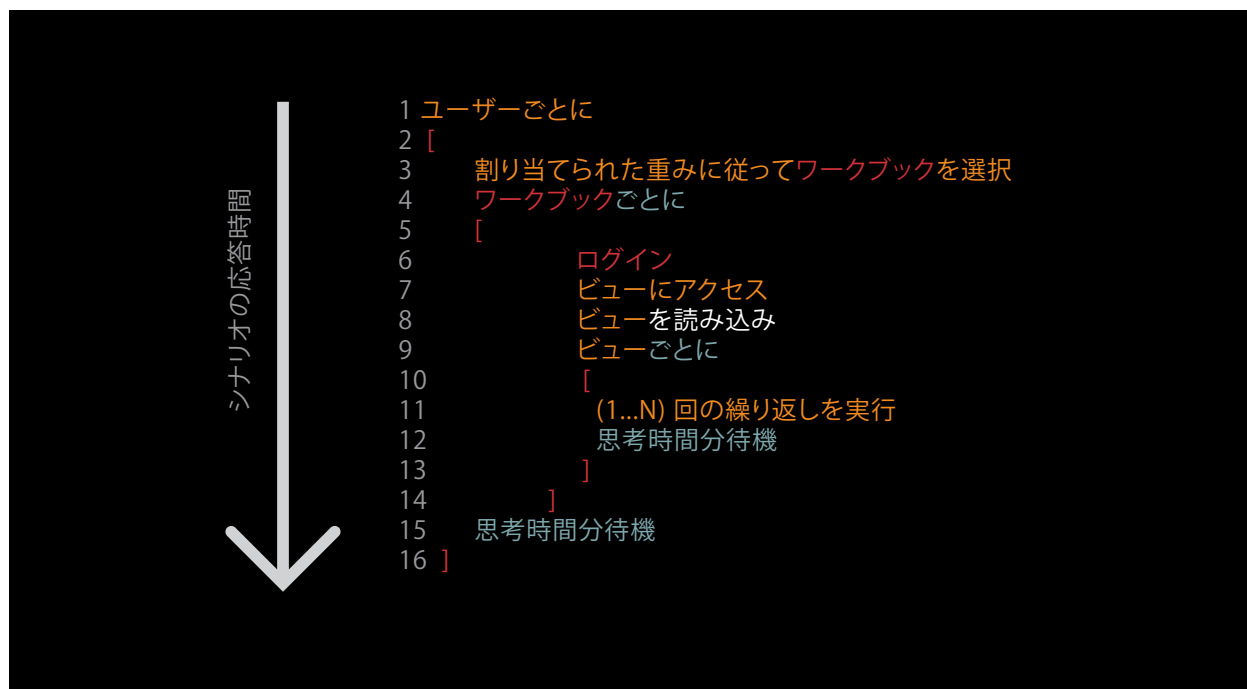 シナリオの応答時間
1 ユーザーごとに
2 [
3 割り当てられた重みに従ってワークブックを選択
4 ワークブックごとに
5 [
6 ログイン
7 ビューにアクセス
8 ビューを読み込み
9 ビューごとに
10 [
11 (1...N) 回の繰り返しを実行
12 思考時間分待機
13 ]
14 ]
15 思考時間分待機
16 ]